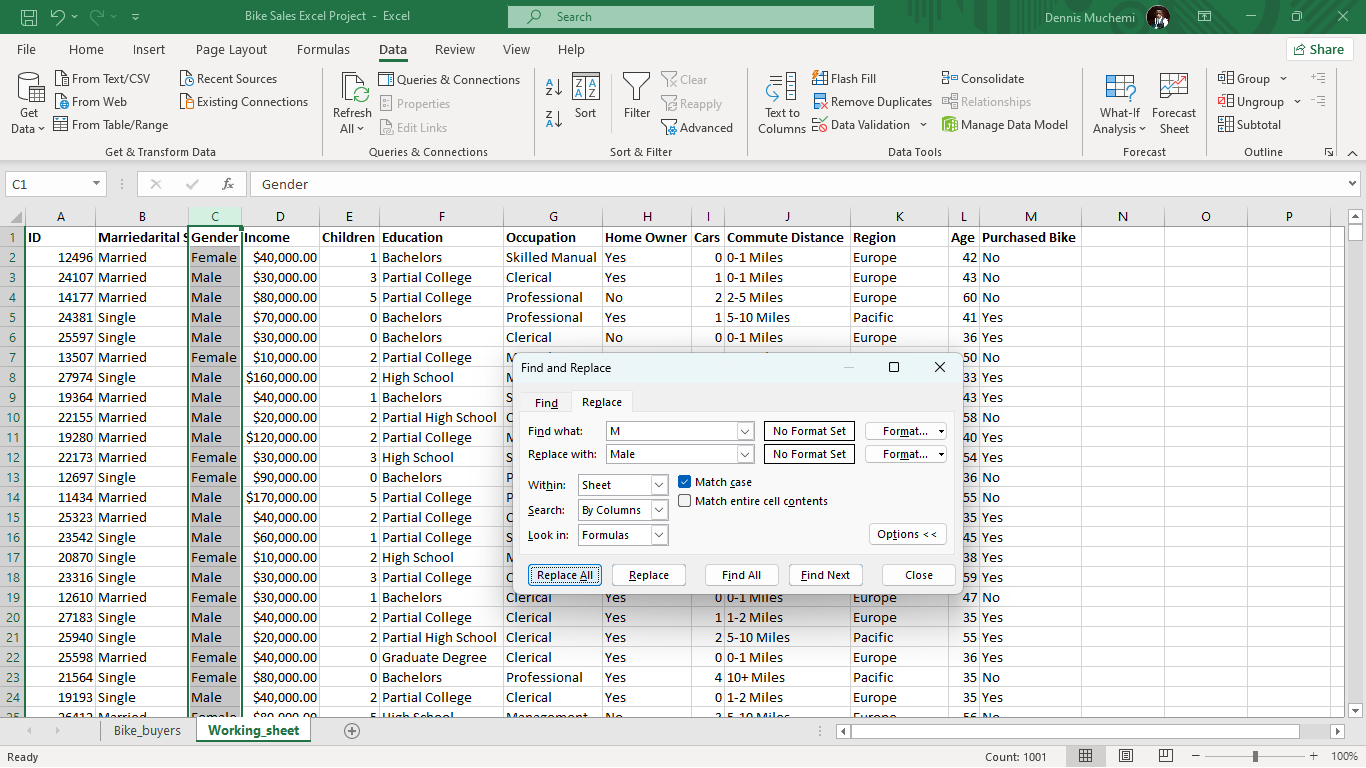 Bike Sales Excel Project - Excel
Search
Dennis Muchemi
File Home Insert Page Layout Formulas Data Review View Help
Share
Get Data
From Text/CSV
From Web
From Table/Range
Recent Sources
Existing Connections
Get & Transform Data
Refresh All
Queries & Connections
Properties
Edit Links
Queries & Connections
Sort
Filter
Clear
Reapply
Advanced
Sort & Filter
Text to Columns
Flash Fill
Remove Duplicates
Data Validation
Consolidate
Relationships
Manage Data Model
Data Tools
What-If Analysis
Forecast Sheet
Forecast
Group
Ungroup
Subtotal
Outline
C1
fx
Gender
A B C D E F G H I J K L M N O P
1 ID Marriedarital S Gender Income Children Education Occupation Home Owner Cars Commute Distance Region Age Purchased Bike
2 12496 Married Female $40,000.00 1 Bachelors Skilled Manual Yes 0 0-1 Miles Europe 42 No
3 24107 Married Male $30,000.00 3 Partial College Clerical Yes 1 0-1 Miles Europe 43 No
4 14177 Married Male $80,000.00 5 Partial College Professional No 2 2-5 Miles Europe 60 No
5 24381 Single Male $70,000.00 0 Bachelors Professional Yes 1 5-10 Miles Pacific 41 Yes
6 25597 Single Male $30,000.00 0 Bachelors Clerical No 0 0-1 Miles Europe 36 Yes
7 13507 Married Female $10,000.00 2 Partial College 50 No
8 27974 Single Male $160,000.00 2 High School 33 Yes
9 19364 Married Male $40,000.00 1 Bachelors 43 Yes
10 22155 Married Male $20,000.00 2 Partial High School 58 No
11 19280 Married Male $120,000.00 2 Partial College 40 Yes
12 22173 Married Female $30,000.00 3 High School 54 Yes
13 12697 Single Female $90,000.00 0 Bachelors 36 No
14 11434 Married Male $170,000.00 5 Partial College 55 No
15 25323 Married Male $40,000.00 2 Partial College 35 Yes
16 23542 Single Male $60,000.00 1 Partial College 45 Yes
17 20870 Single Female $10,000.00 2 High School 38 Yes
18 23316 Single Male $30,000.00 3 Partial College 59 Yes
19 12610 Married Female $30,000.00 1 Bachelors Clerical Yes 0 0-1 Miles Europe 47 No
20 27183 Single Male $40,000.00 2 Partial College Clerical Yes 1 1-2 Miles Europe 35 Yes
21 25940 Single Male $20,000.00 2 Partial High School Clerical Yes 2 5-10 Miles Pacific 55 Yes
22 25598 Married Female $40,000.00 0 Graduate Degree Clerical Yes 0 0-1 Miles Europe 36 Yes
23 21564 Single Female $80,000.00 0 Bachelors Professional Yes 4 10+ Miles Pacific 35 No
24 19193 Single Male $40,000.00 2 Partial College Clerical Yes 0 1-2 Miles Europe 35 Yes
25 26412 Married Female $80,000.00 5 High School Management No 3 5-10 Miles Europe 56 No
Find and Replace
Find Replace
Find what: M No Format Set Format...
Replace with: Male No Format Set Format...
Within: Sheet
Search: By Columns
Look in: Formulas
Match case
Match entire cell contents
Options <<
Replace All Replace Find All Find Next Close
Bike_buyers Working_sheet
Ready
Count: 1001
100%